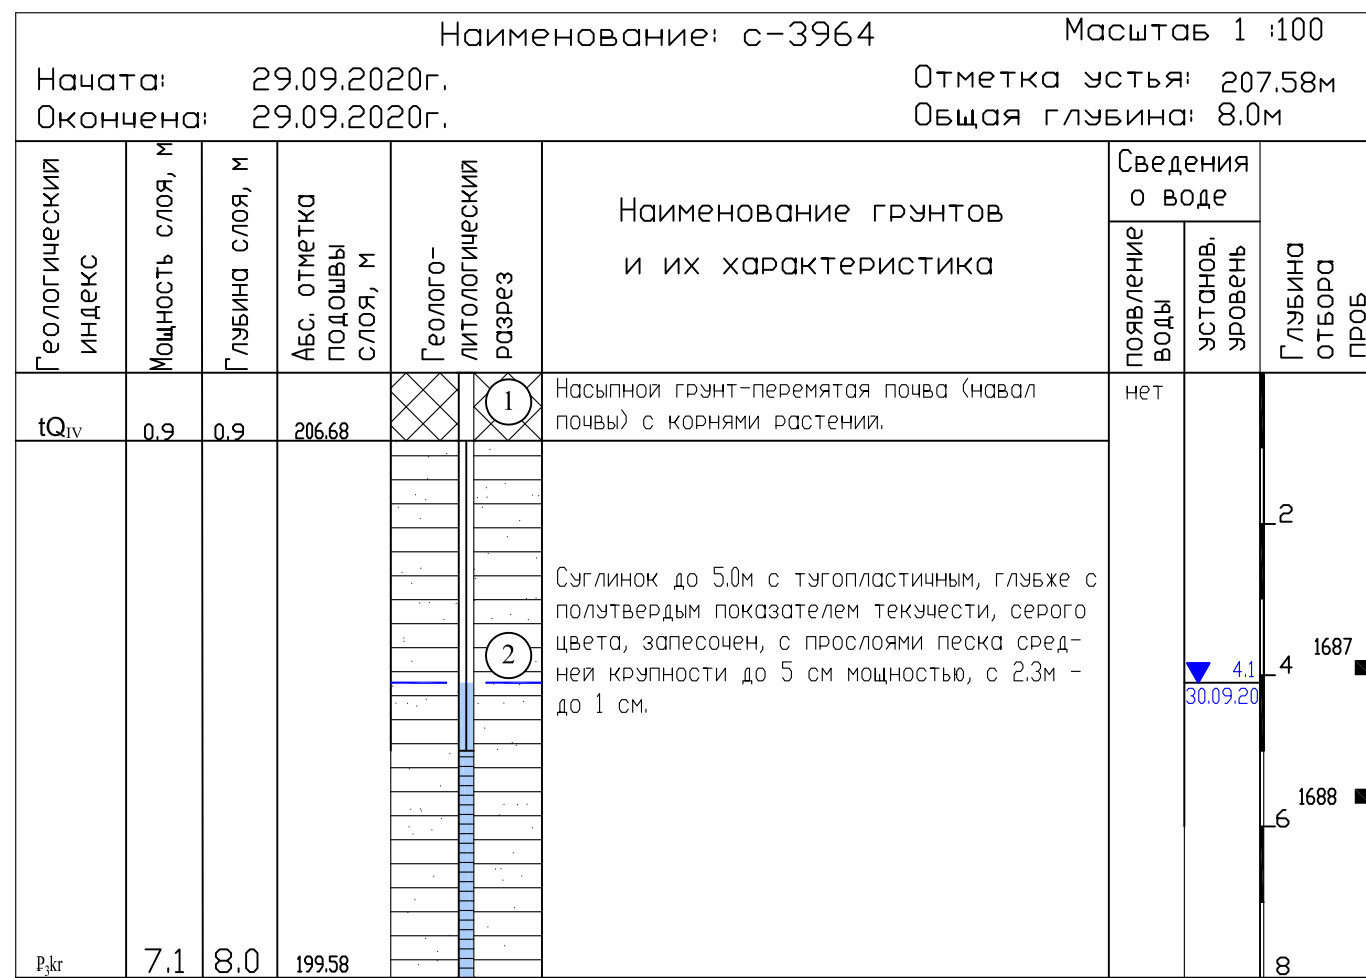 Наименование: с-3964
Масштаб 1 :100
Начата: 29.09.2020г.
Отметка устья: 207.58м
Окончена: 29.09.2020г.
Общая глубина: 8.0м
Геологический
индекс
Мощность слоя, м
Глубина слоя, м
Абс. отметка
подошвы
слоя, м
Геолого-
литологический
разрез
Наименование грунтов
и их характеристика
Сведения
о воде
появление
воды
установ.
уровень
Глубина
отбора
проб
tQIV
0.9
0.9
206.68
1
Насыпной грунт-перемятая почва (навал
почвы) с корнями растений.
нет
2
Суглинок до 5.0м с тугопластичным, глубже с
полутвердым показателем текучести, серого
цвета, запесочен, с прослоями песка сред-
ней крупности до 5 см мощностью, с 2.3м -
до 1 см.
2
4.1
30.09.20
4
1687
1688
6
₽3kr
7.1
8.0
199.58
8